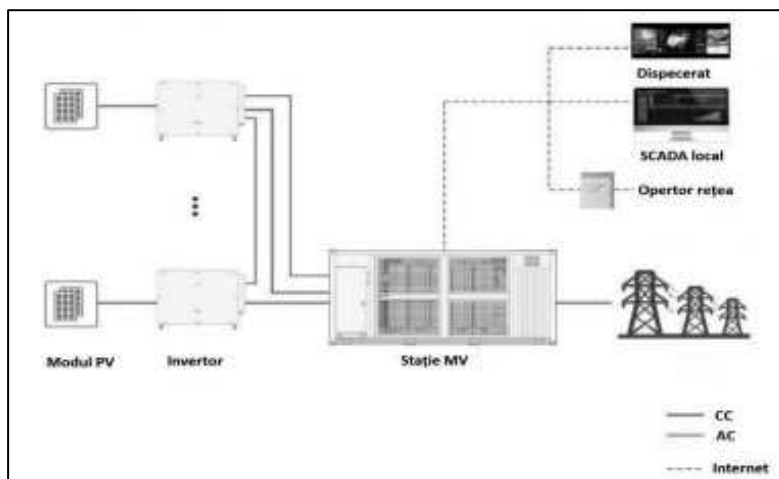 Dispecerat
SCADA local
Opertor rețea
Modul PV
Invertor
Stație MV
CC
AC
Internet